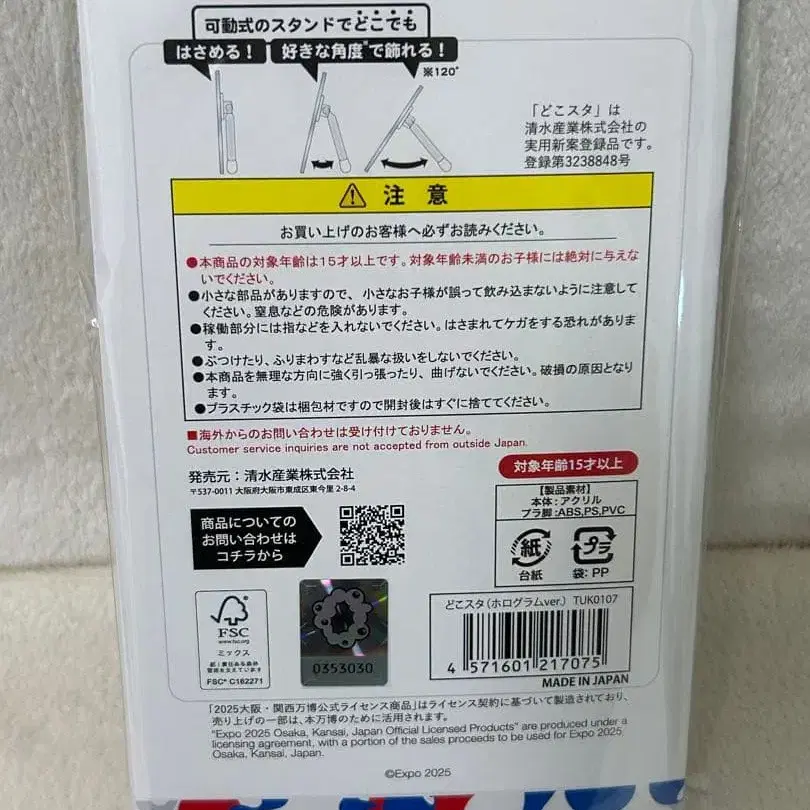 可動式のスタンドでどこでも
はさめる！
好きな角度で飾れる！
※120°
「どこスタ」は
清水産業株式会社の
実用新案登録品です。
登録第3238848号
注 意
お買い上げのお客様へ必ずお読みください。
●本商品の対象年齢は15才以上です。対象年齢未満のお子様には絶対に与えな
いでください。
●小さな部品がありますので、小さなお子様が誤って飲み込まないように注意して
ください。窒息などの危険があります。
●稼働部分には指などを入れないでください。はさまれてケガをする恐れがありま
す。
●ぶつけたり、ふりまわすなど乱暴な扱いをしないでください。
●本商品を無理な方向に強く引っ張ったり、曲げないでください。破損の原因となり
ます。
●プラスチック袋は梱包材ですので開封後はすぐに捨ててください。
■海外からのお問い合わせは受け付けておりません。
Customer service inquiries are not accepted from outside Japan.
発売元：清水産業株式会社
〒537-0011 大阪府大阪市東成区東今里 2-8-4
対象年齢15才以上
【製品素材】
本体：アクリル
プラ脚：ABS,PS,PVC
紙
プラ
台紙
袋：PP
商品についての
お問い合わせは
コチラから
FSC
www.fsc.org
ミックス
紙｜責任ある森林
管理を支えています
FSC® C162271
0353030
どこスタ（ホログラムver.） TUK0107
4 571601 217075
MADE IN JAPAN
「2025大阪・関西万博公式ライセンス商品」はライセンス契約に基づいて製造されており、
売り上げの一部は、本万博のために活用されます。
"Expo 2025 Osaka, Kansai, Japan Official Licensed Products" are produced under a
licensing agreement, with a portion of the sales proceeds to be used for Expo 2025
Osaka, Kansai, Japan.
©Expo 2025